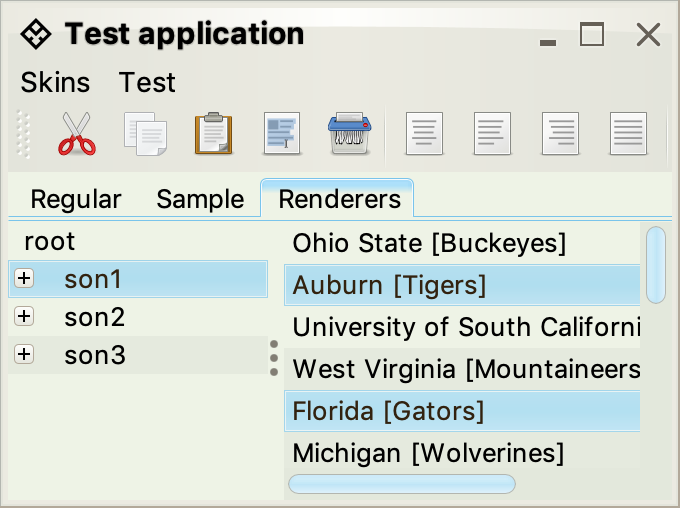 Test application
Skins Test
Regular Sample Renderers
root
son1
son2
son3
Ohio State [Buckeyes]
Auburn [Tigers]
University of South Californi
West Virginia [Mountaineers
Florida [Gators]
Michigan [Wolverines]